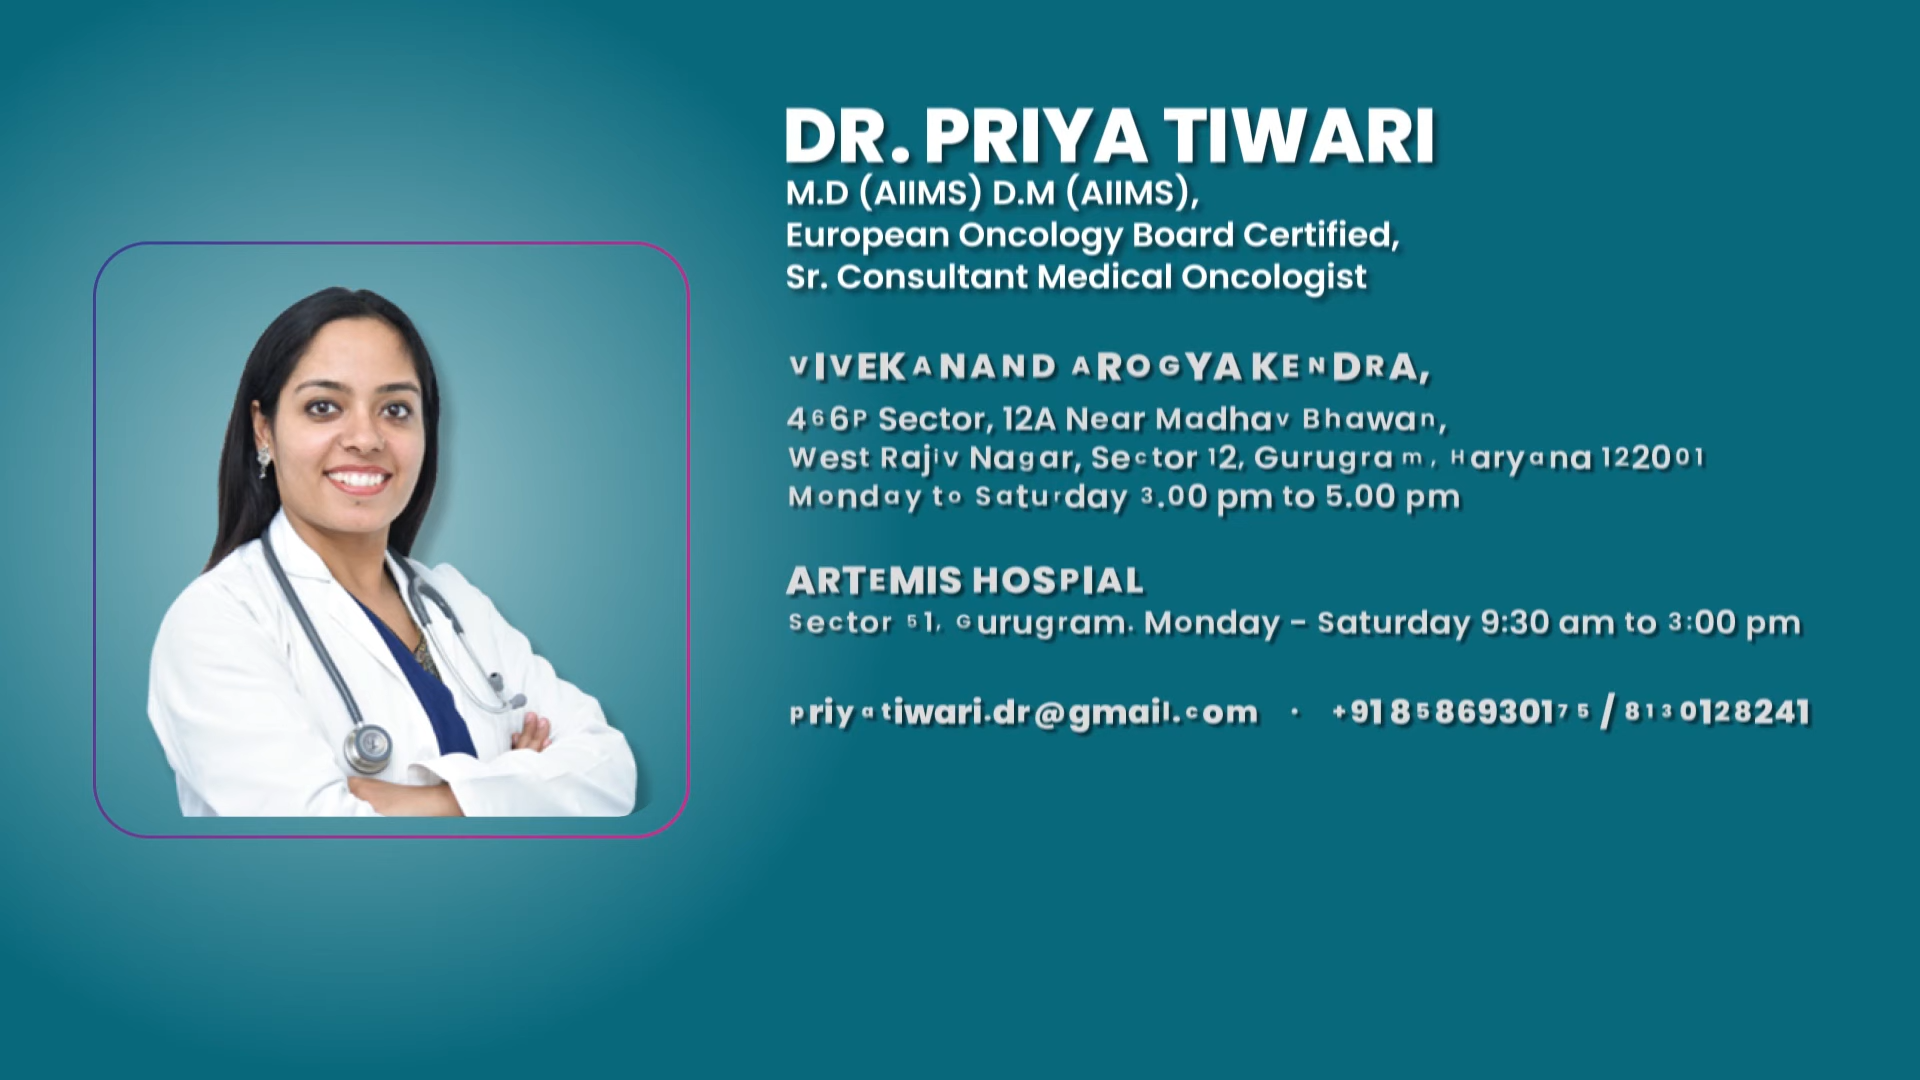 DR. PRIYA TIWARI
M.D (AIIMS) D.M (AIIMS),
European Oncology Board Certified,
Sr. Consultant Medical Oncologist
VIVEKANAND AROGYA KENDRA,
466P Sector, 12A Near Madhav Bhawan,
West Rajiv Nagar, Sector 12, Gurugram, Haryana 122001
Monday to Saturday 3.00 pm to 5.00 pm
ARTEMIS HOSPIAL
Sector 51, Gurugram. Monday - Saturday 9:30 am to 3:00 pm
priyatiwari.dr@gmail.com · +91 8586930175 / 8130128241